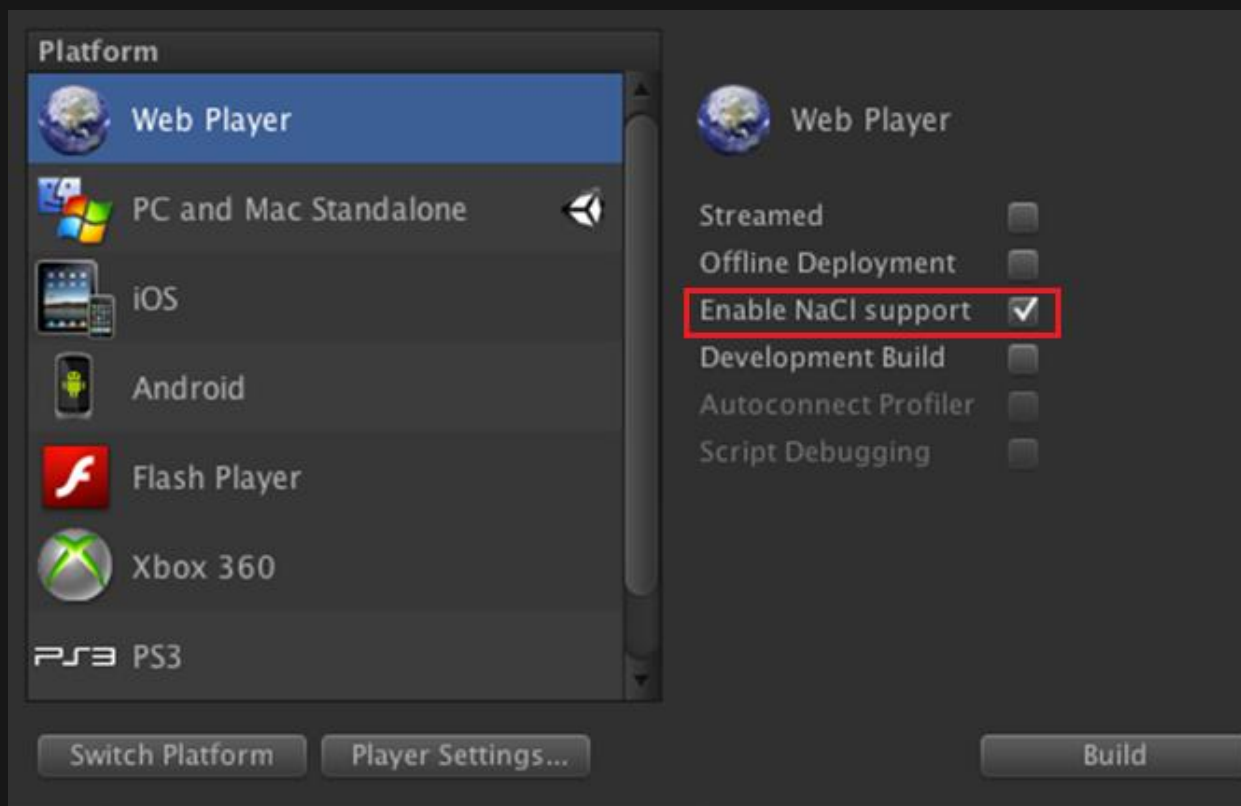 Platform
Web Player
PC and Mac Standalone
iOS
Android
Flash Player
Xbox 360
PS3 PS3
Switch Platform
Player Settings...
Web Player
Streamed
Offline Deployment
Enable NaCl support
Development Build
Autoconnect Profiler
Script Debugging
Build